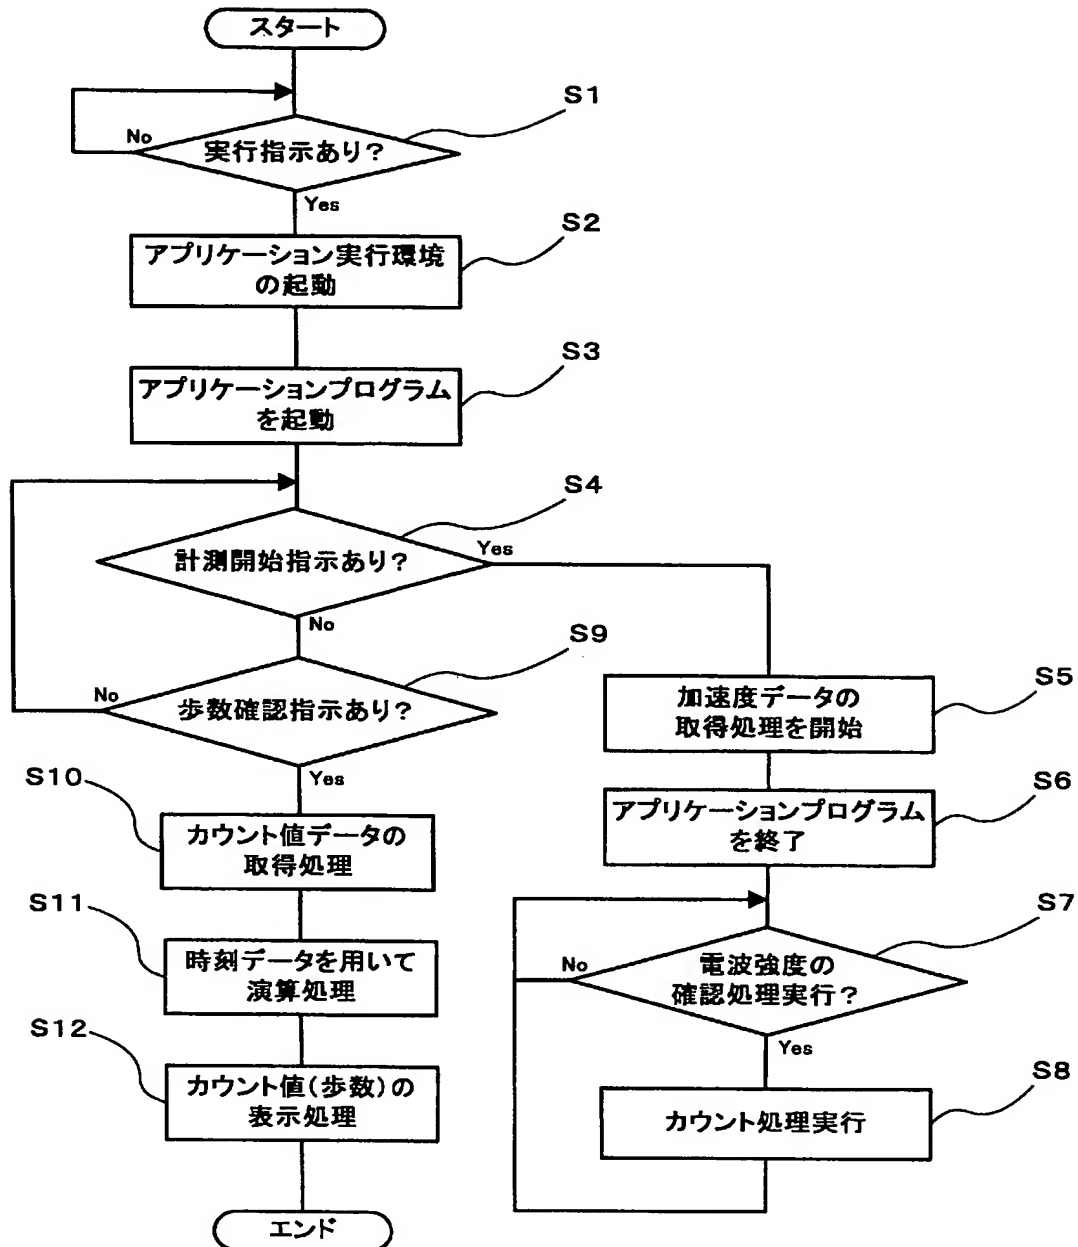 スタート
S1
No
実行指示あり？
Yes
S2
アプリケーション実行環境
の起動
S3
アプリケーションプログラム
を起動
S4
計測開始指示あり？
Yes
No
S9
No
歩数確認指示あり？
Yes
S5
加速度データの
取得処理を開始
S6
アプリケーションプログラム
を終了
S10
カウント値データの
取得処理
S7
No
電波強度の
確認処理実行？
Yes
S11
時刻データを用いて
演算処理
S12
カウント値(歩数)の
表示処理
S8
カウント処理実行
エンド